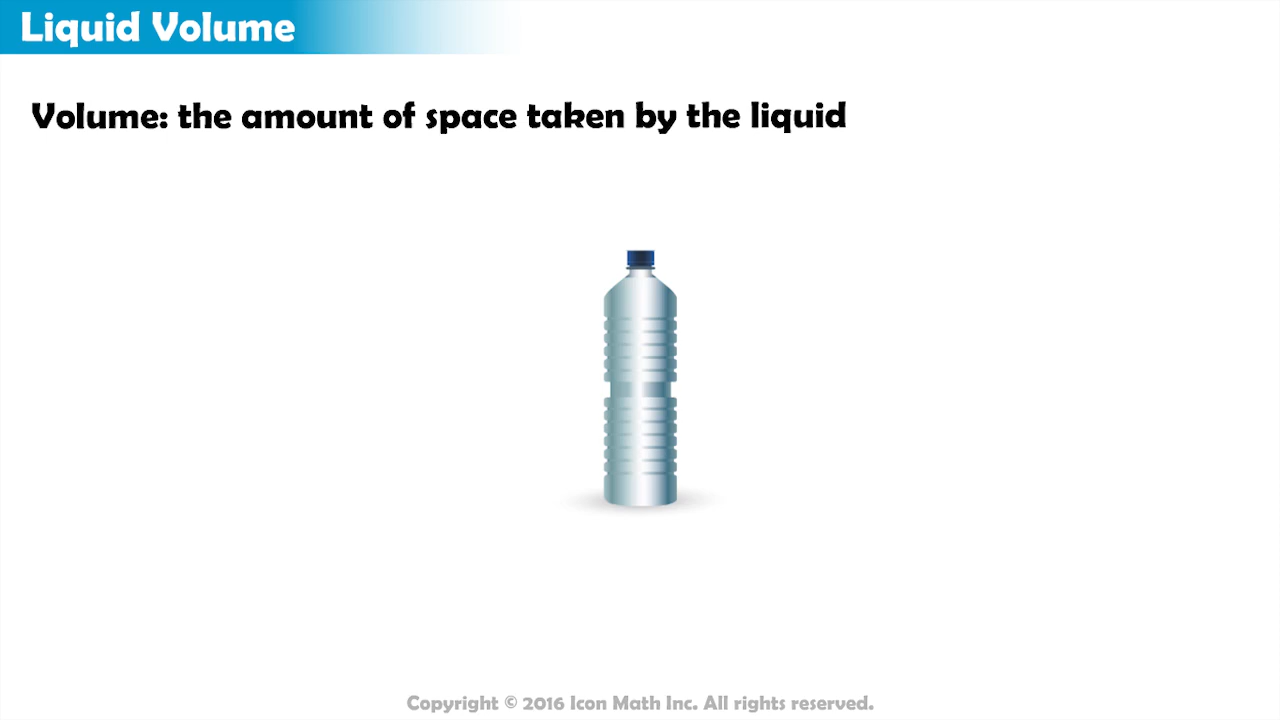 Liquid Volume
Volume: the amount of space taken by the liquid
Copyright © 2016 Icon Math Inc. All rights reserved.